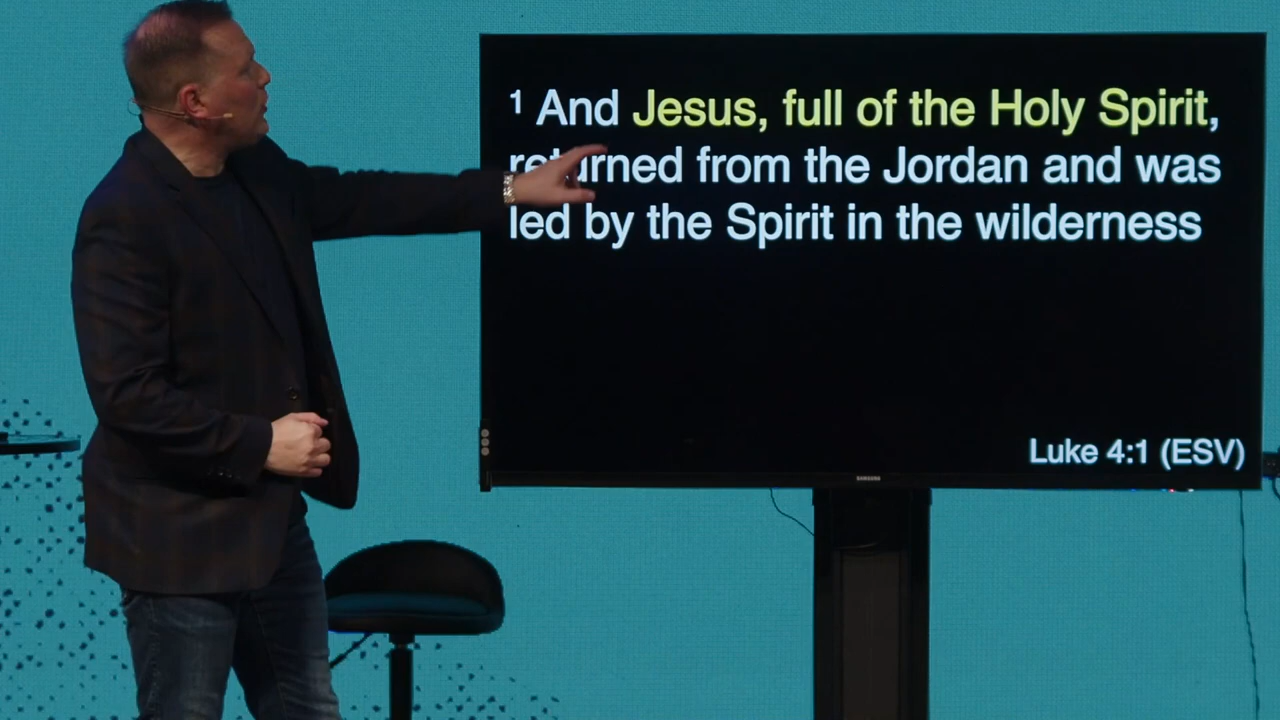 1 And Jesus, full of the Holy Spirit,
returned from the Jordan and was
led by the Spirit in the wilderness
Luke 4:1 (ESV)
SAMSUNG